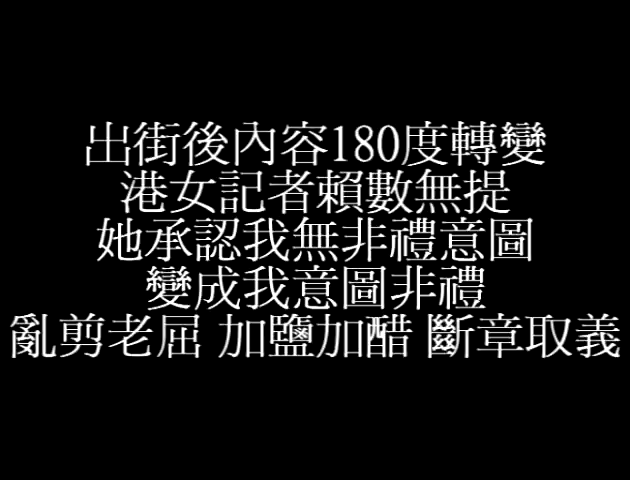 出街後內容180度轉變
港女記者賴數無提
她承認我無非禮意圖
變成我意圖非禮
亂剪老屈 加鹽加醋 斷章取義